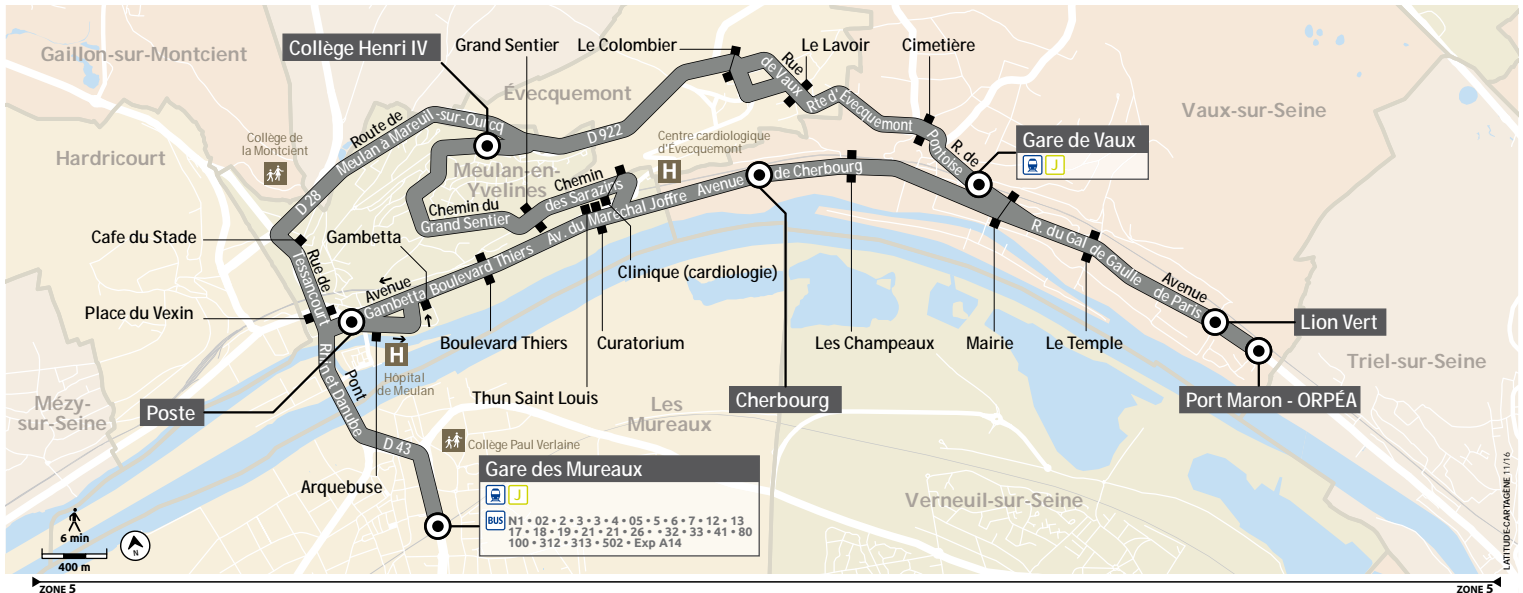 Gaillon-sur-Montcient
Collège Henri IV
Grand Sentier
Le Colombier
Le Lavoir
Cimetière
Rue
de Vaux
Évecquemont
Vaux-sur-Seine
Route de
Meulan à Mareuil-sur-Ourcq
D 922
Rte d'Évecquemont
Pontoise
R. de
Gare de Vaux
J
Collège de
la Montcient
Hardricourt
Centre cardiologique
d'Évecquemont
H
Meulan-en-
Yvelines
Chemin
des Sarazins
Avenue
de Cherbourg
D 28
Chemin du
Grand Sentier
Av. du Maréchal Joffre
Cafe du Stade
Gambetta
Rue de
Tessancourt
Avenue
Gambetta
Boulevard Thiers
Clinique (cardiologie)
R. du Gal de Gaulle
Avenue
de Paris
Place du Vexin
Lion Vert
H
Hôpital
de Meulan
Boulevard Thiers
Curatorium
Les Champeaux
Mairie
Le Temple
Triel-sur-Seine
Pont
Rhin et Danube
Mézy-
sur-Seine
Poste
Thun Saint Louis
Les
Mureaux
Cherbourg
Port Maron - ORPÉA
D 43
Collège Paul Verlaine
Arquebuse
Gare des Mureaux
J
BUS
N1 • 02 • 2 • 3 • 3 • 4 • 05 • 5 • 6 • 7 • 12 • 13
17 • 18 • 19 • 21 • 21 • 26 • • 32 • 33 • 41 • 80
100 • 312 • 313 • 502 • Exp A14
Verneuil-sur-Seine
6 min
400 m
N
LATITUDE-CARTAGÈNE 11/16
ZONE 5
ZONE 5